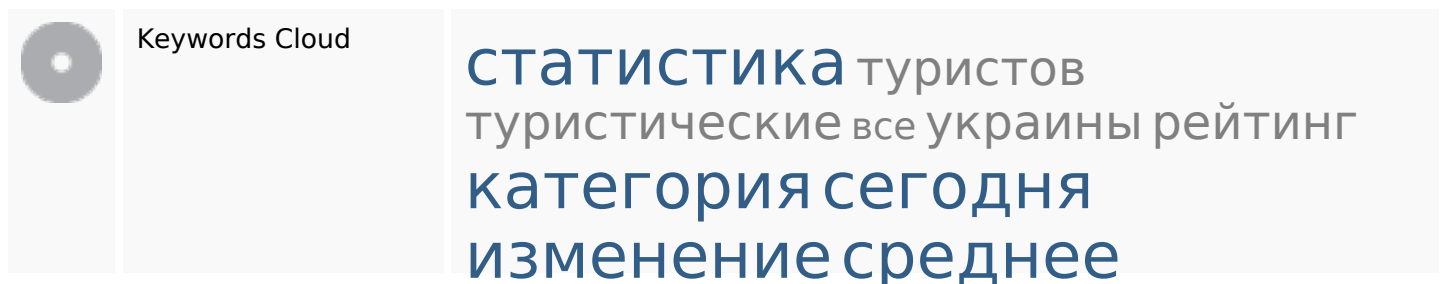 Keywords Cloud
статистика туристов
туристические все украины рейтинг
категория сегодня
изменение среднее